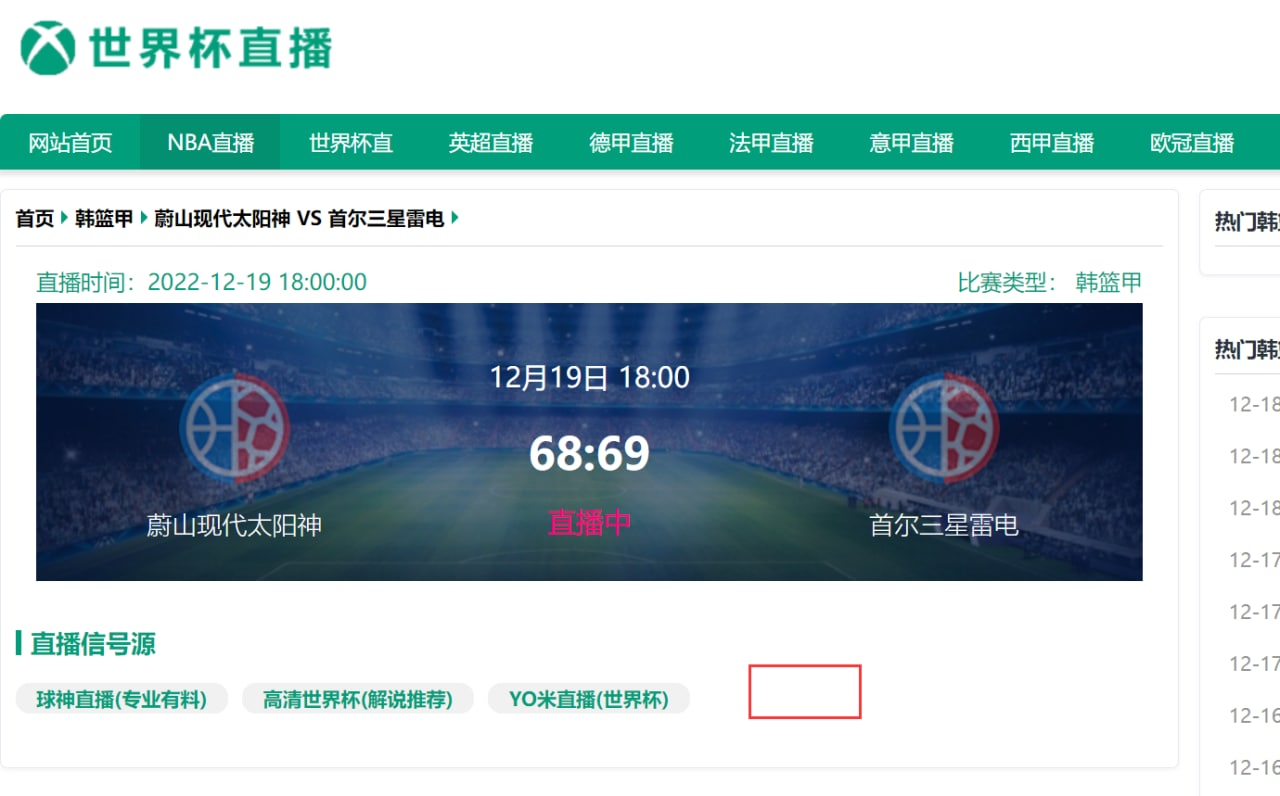 世界杯直播
网站首页 NBA直播 世界杯直 英超直播 德甲直播 法甲直播 意甲直播 西甲直播 欧冠直播
首页 韩篮甲 蔚山现代太阳神 VS 首尔三星雷电
直播时间：2022-12-19 18:00:00 比赛类型： 韩篮甲
12月19日 18:00
68:69
蔚山现代太阳神 直播中 首尔三星雷电
直播信号源
球神直播(专业有料) 高清世界杯(解说推荐) YO米直播(世界杯)
热门韩
热门韩
12-18
12-18
12-18
12-17
12-17
12-17
12-16
12-16